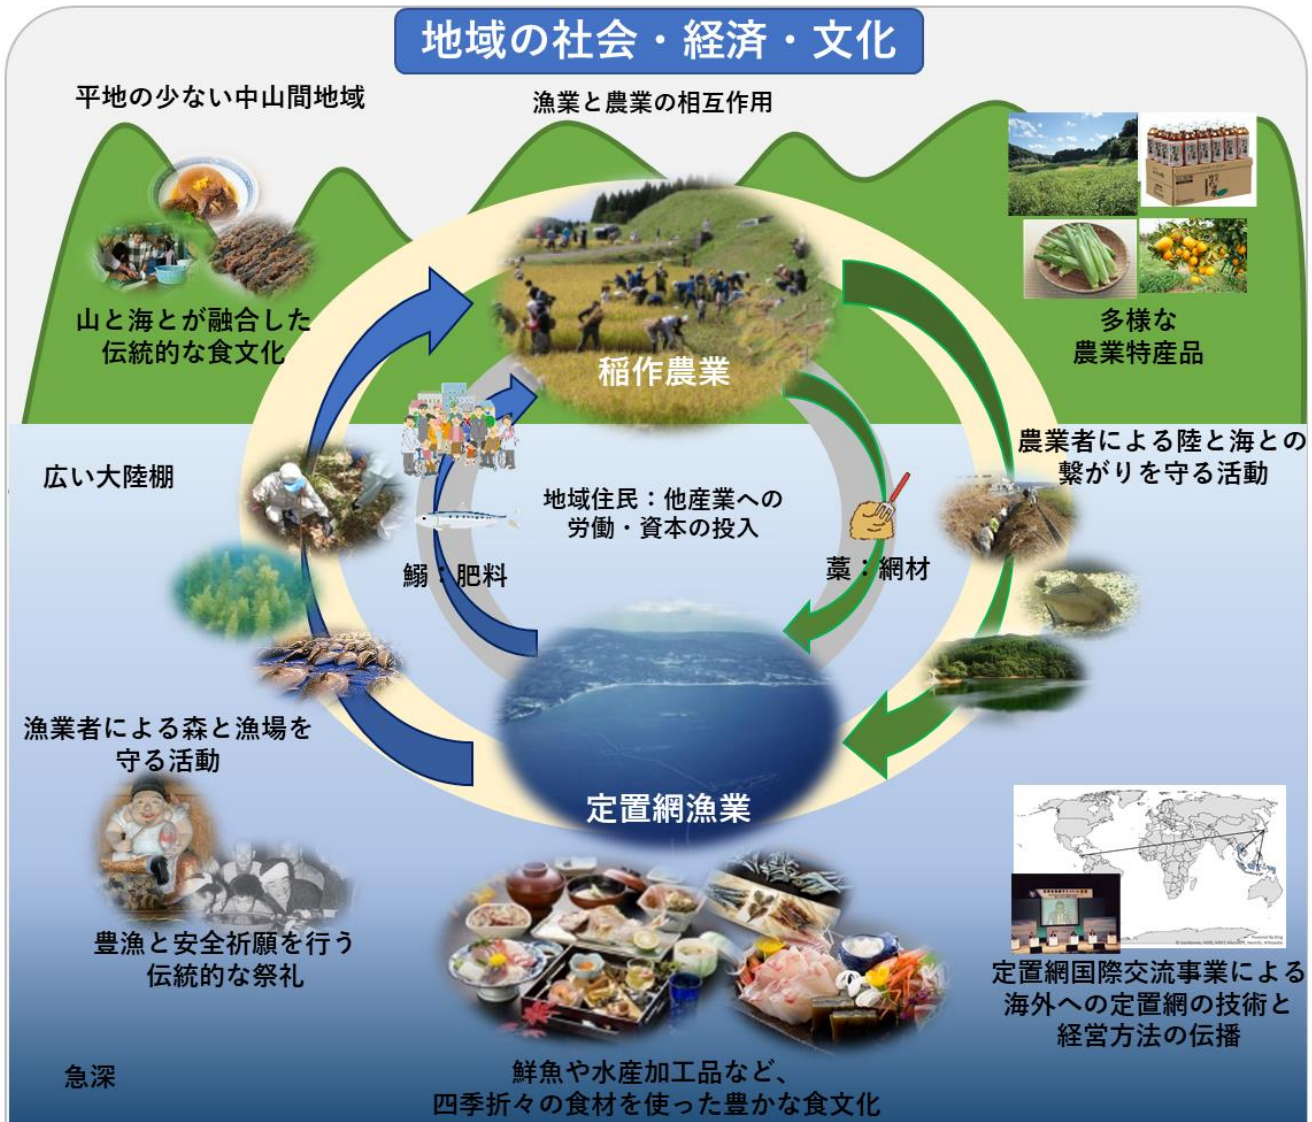 地域の社会・経済・文化
平地の少ない中山間地域
漁業と農業の相互作用
山と海とが融合した
伝統的な食文化
稲作農業
多様な
農業特産品
広い大陸棚
農業者による陸と海との
繋がりを守る活動
地域住民:他産業への
労働・資本の投入
鰯:肥料
藁:網材
漁業者による森と漁場を
守る活動
定置網漁業
豊漁と安全祈願を行う
伝統的な祭礼
定置網国際交流事業による
海外への定置網の技術と
経営方法の伝播
急深
鮮魚や水産加工品など、
四季折々の食材を使った豊かな食文化